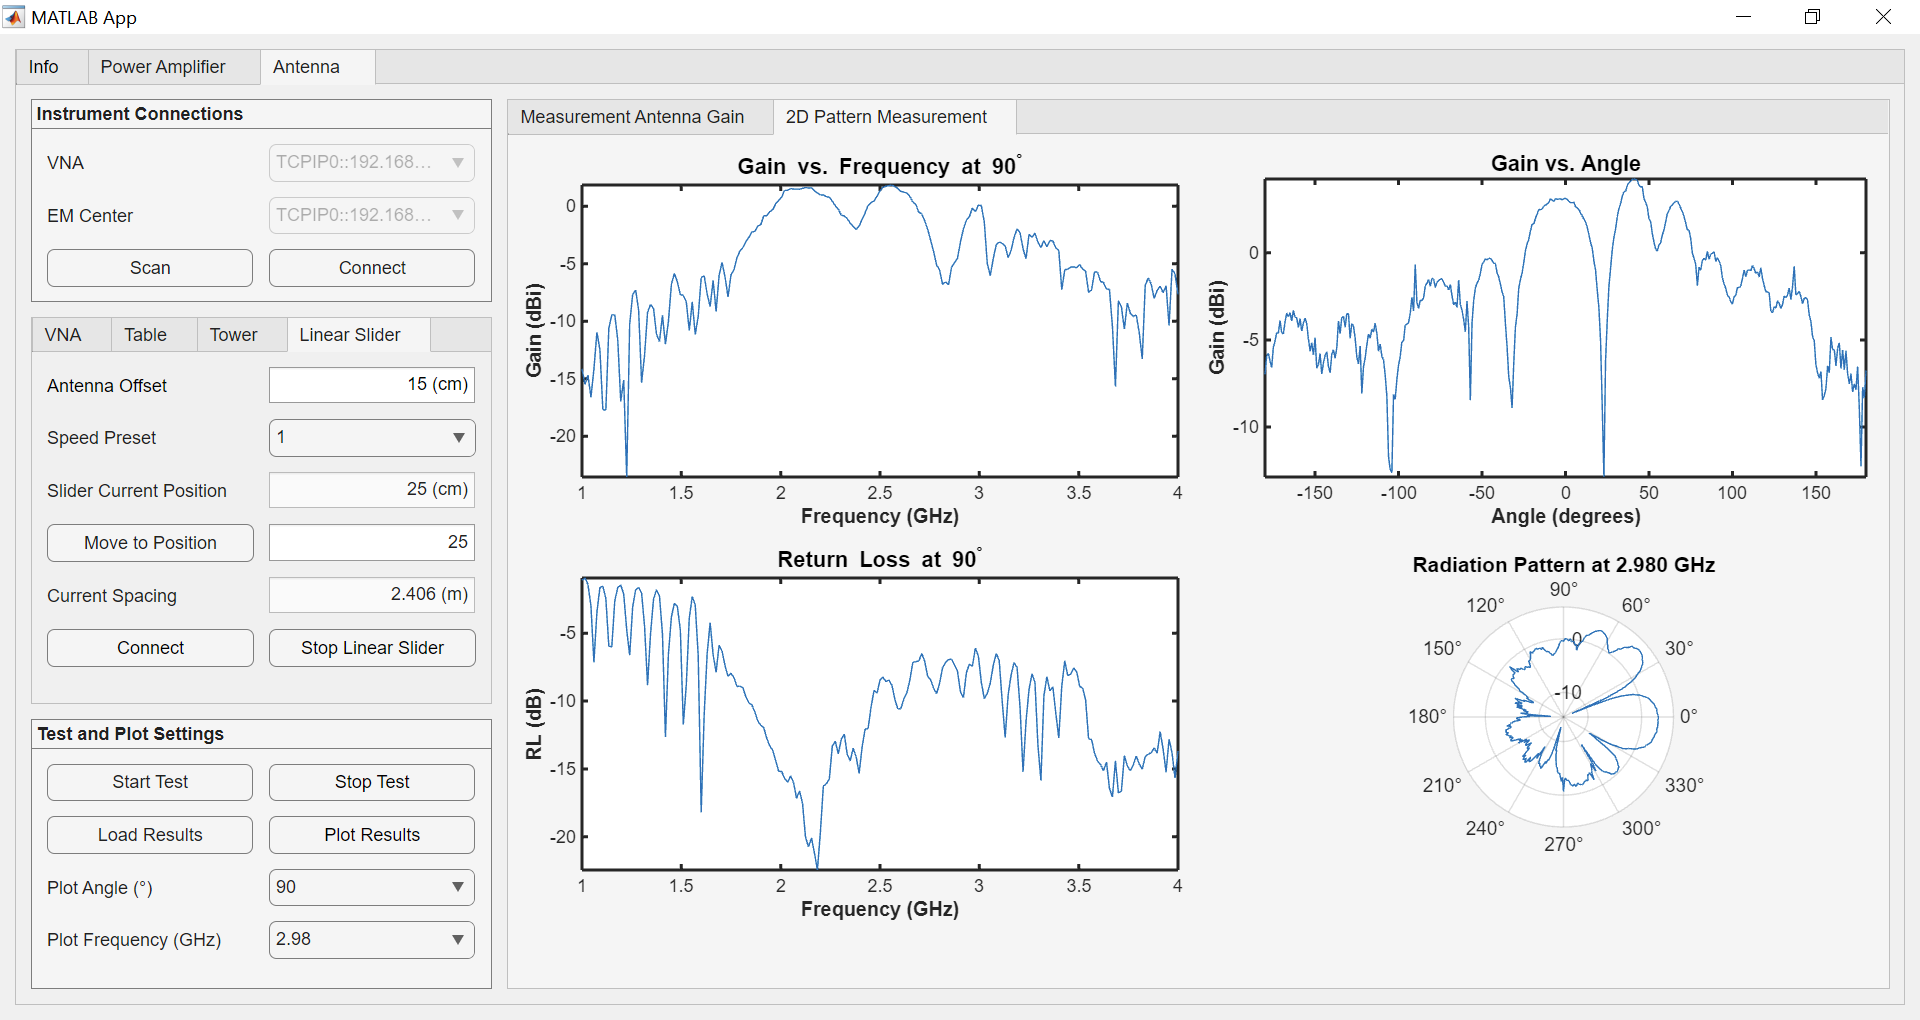 MATLAB App
Info
Power Amplifier
Antenna
Instrument Connections
VNA
TCPIP0::192.168...
EM Center
TCPIP0::192.168...
Scan
Connect
VNA
Table
Tower
Linear Slider
Antenna Offset
15 (cm)
Speed Preset
1
Slider Current Position
25 (cm)
Move to Position
25
Current Spacing
2.406 (m)
Connect
Stop Linear Slider
Test and Plot Settings
Start Test
Stop Test
Load Results
Plot Results
Plot Angle (°)
90
Plot Frequency (GHz)
2.98
Measurement Antenna Gain
2D Pattern Measurement
Gain vs. Frequency at 90°
Gain (dBi)
0
-5
-10
-15
-20
1
1.5
2
2.5
3
3.5
4
Frequency (GHz)
Gain vs. Angle
Gain (dBi)
0
-5
-10
-150
-100
-50
0
50
100
150
Angle (degrees)
Return Loss at 90°
RL (dB)
-5
-10
-15
-20
1
1.5
2
2.5
3
3.5
4
Frequency (GHz)
Radiation Pattern at 2.980 GHz
90°
120°
60°
150°
30°
180°
0°
210°
330°
240°
300°
270°
0
-10